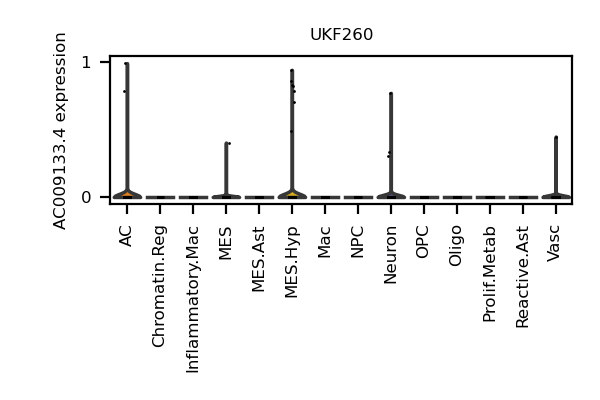 UKF260
AC009133.4 expression
1
0
AC
Chromatin.Reg
Inflammatory.Mac
MES
MES.Ast
MES.Hyp
Mac
NPC
Neuron
OPC
Oligo
Prolif.Metab
Reactive.Ast
Vasc